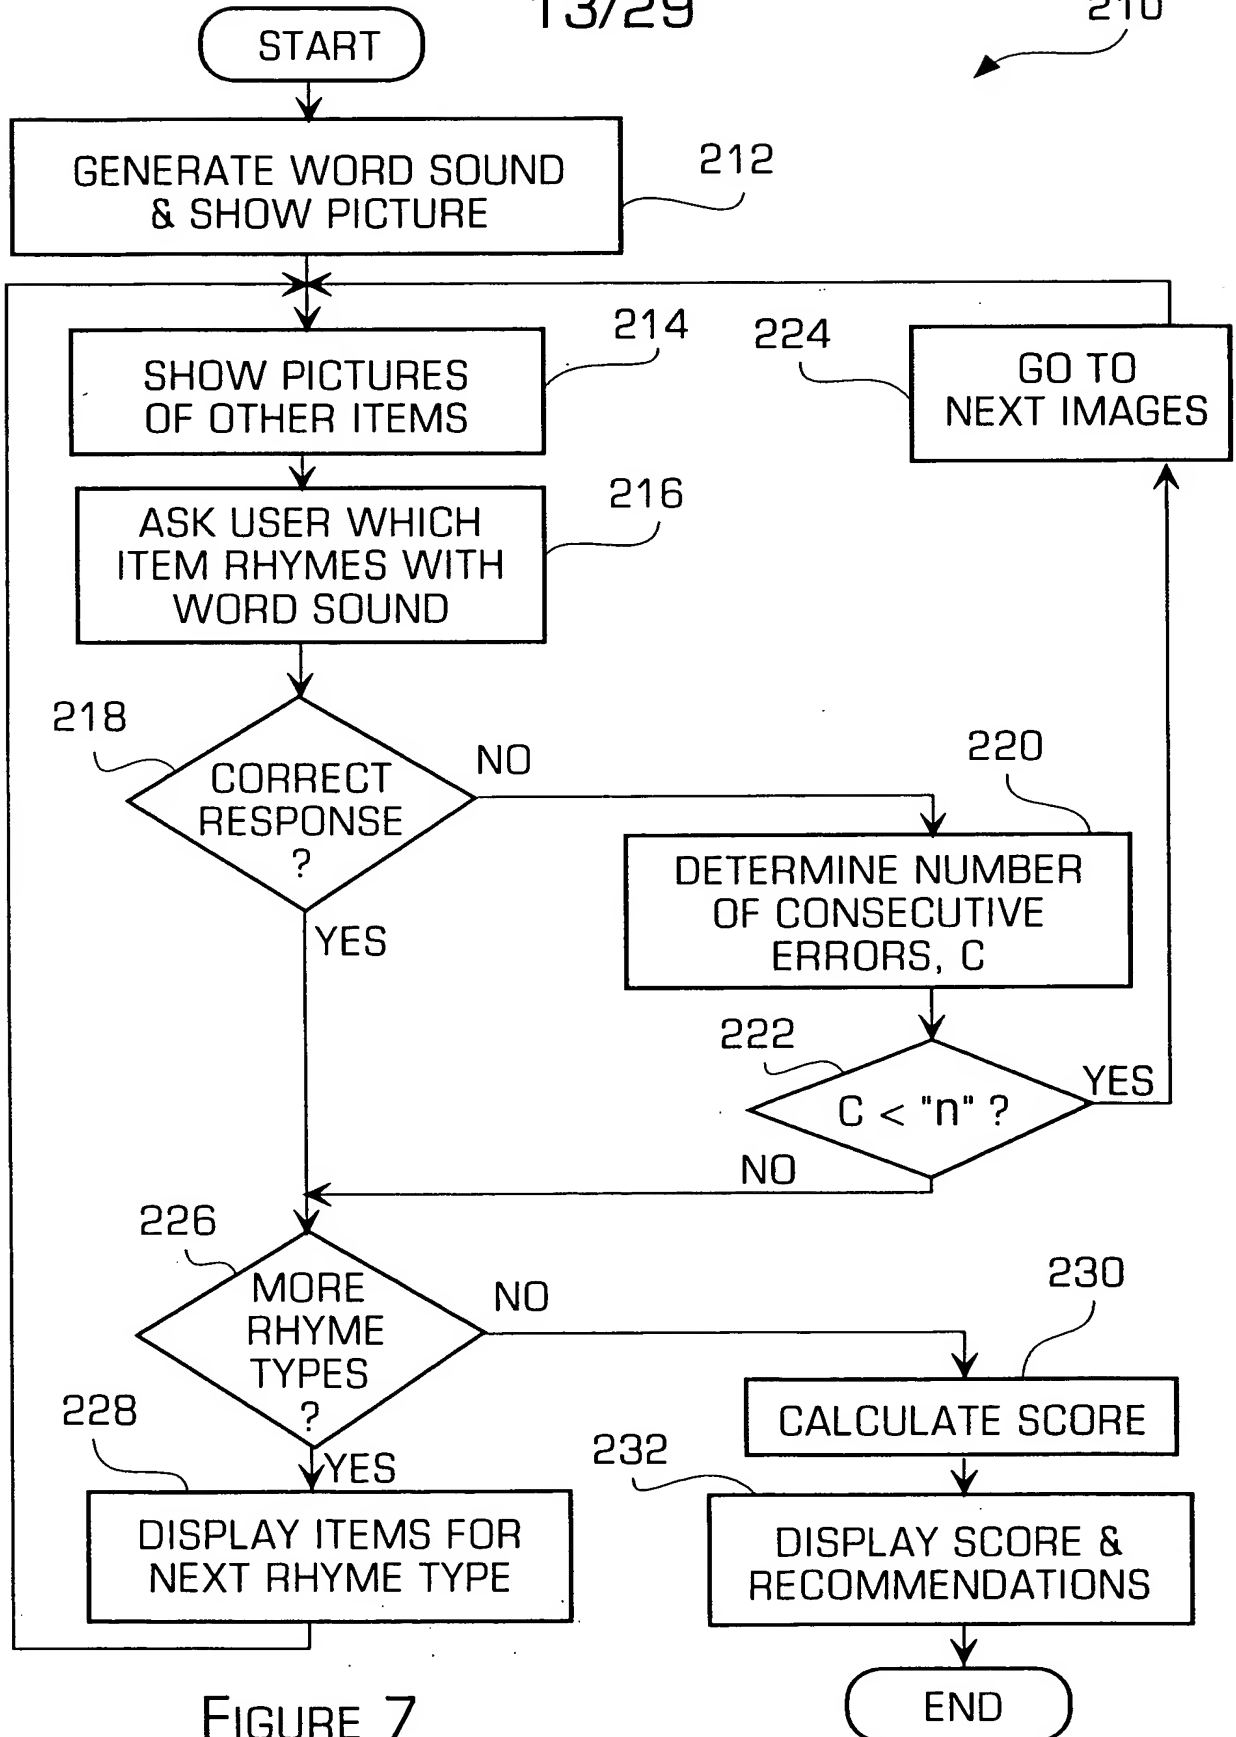 13/29
210
START
GENERATE WORD SOUND
& SHOW PICTURE
212
SHOW PICTURES
OF OTHER ITEMS
214
224
GO TO
NEXT IMAGES
ASK USER WHICH
ITEM RHYMES WITH
WORD SOUND
216
218
CORRECT
RESPONSE
?
NO
YES
220
DETERMINE NUMBER
OF CONSECUTIVE
ERRORS, C
222
C < "n" ?
YES
NO
226
MORE
RHYME
TYPES
?
NO
YES
228
DISPLAY ITEMS FOR
NEXT RHYME TYPE
230
CALCULATE SCORE
232
DISPLAY SCORE &
RECOMMENDATIONS
END
FIGURE 7